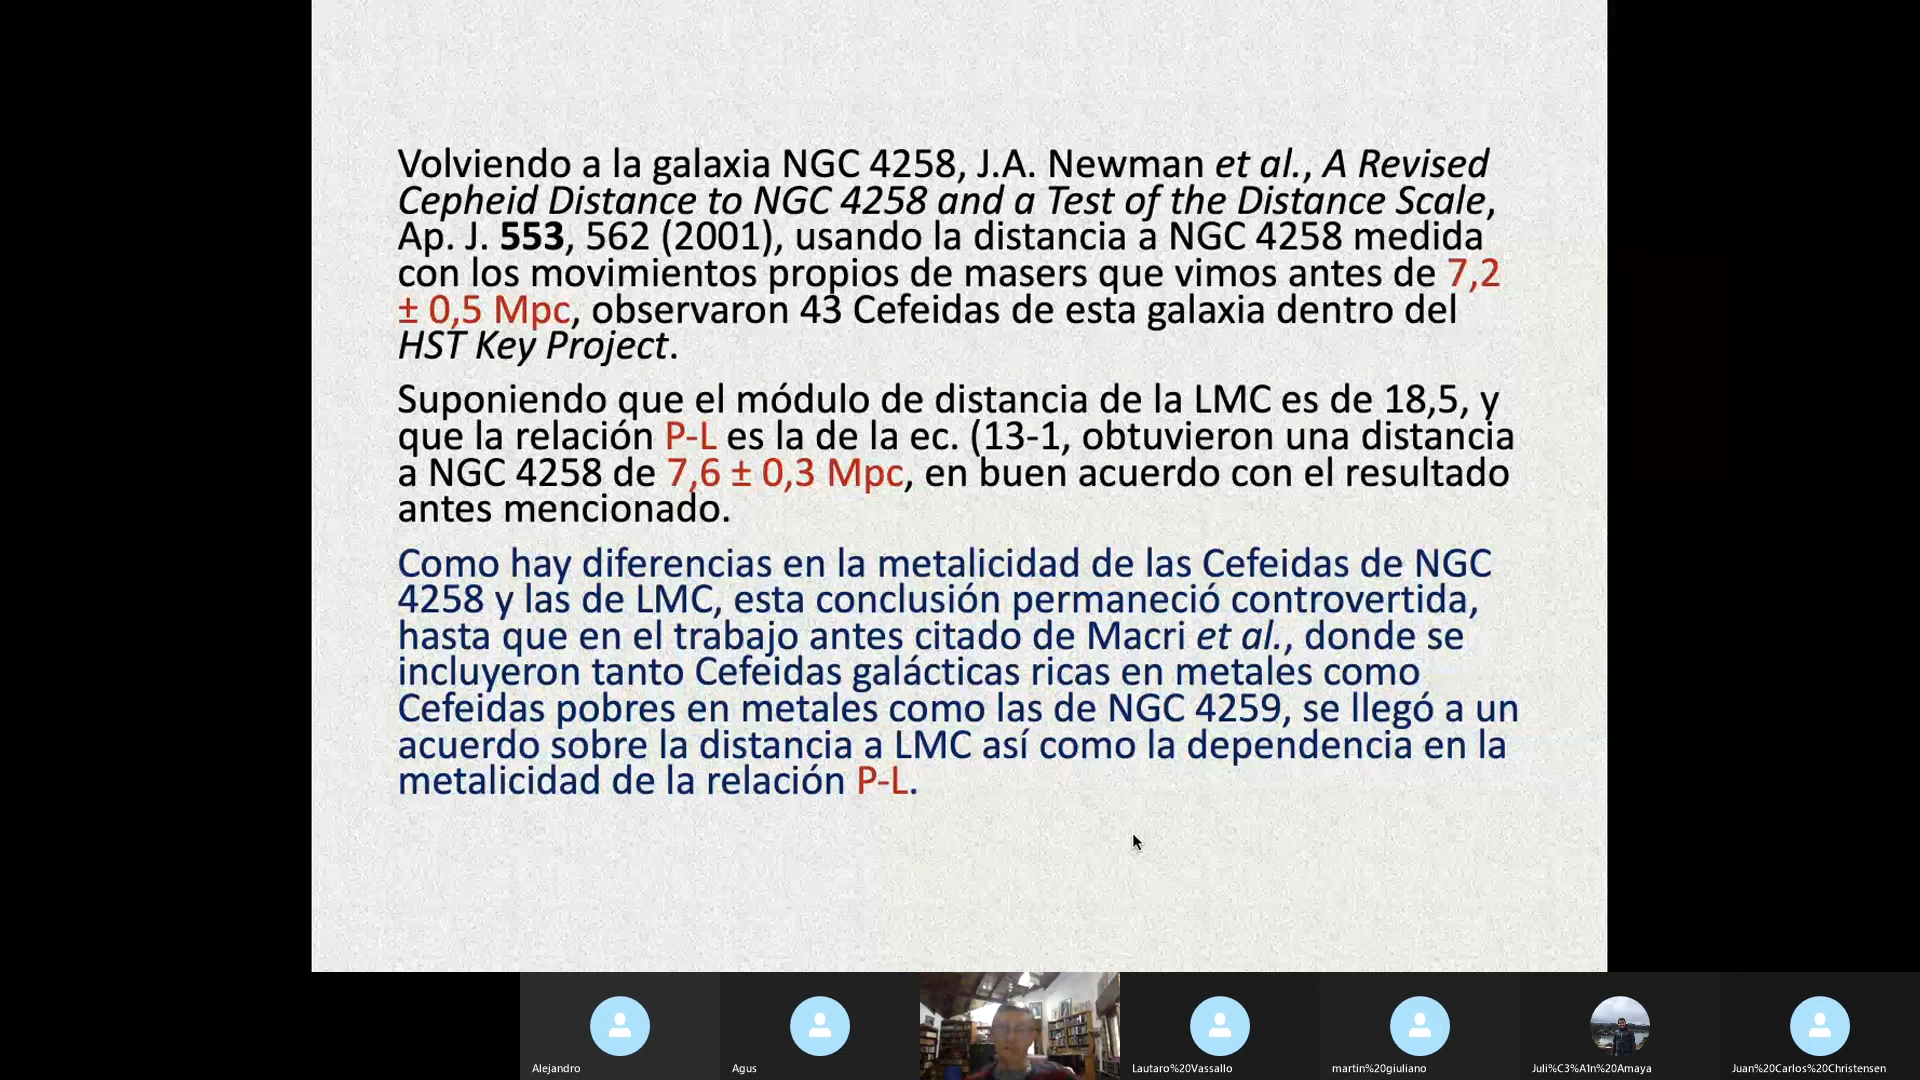 Volviendo a la galaxia NGC 4258, J.A. Newman et al., A Revised
Cepheid Distance to NGC 4258 and a Test of the Distance Scale,
Ap. J. 553, 562 (2001), usando la distancia a NGC 4258 medida
con los movimientos propios de masers que vimos antes de 7,2
± 0,5 Mpc, observaron 43 Cefeidas de esta galaxia dentro del
HST Key Project.
Suponiendo que el módulo de distancia de la LMC es de 18,5, y
que la relación P-L es la de la ec. (13-1, obtuvieron una distancia
a NGC 4258 de 7,6 ± 0,3 Mpc, en buen acuerdo con el resultado
antes mencionado.
Como hay diferencias en la metalicidad de las Cefeidas de NGC
4258 y las de LMC, esta conclusión permaneció controvertida,
hasta que en el trabajo antes citado de Macri et al., donde se
incluyeron tanto Cefeidas galácticas ricas en metales como
Cefeidas pobres en metales como las de NGC 4259, se llegó a un
acuerdo sobre la distancia a LMC así como la dependencia en la
metalicidad de la relación P-L.
Alejandro
Agus
Lautaro%20Vassallo
martin%20giuliano
Juli%C3%A1n%20Amaya
Juan%20Carlos%20Christensen